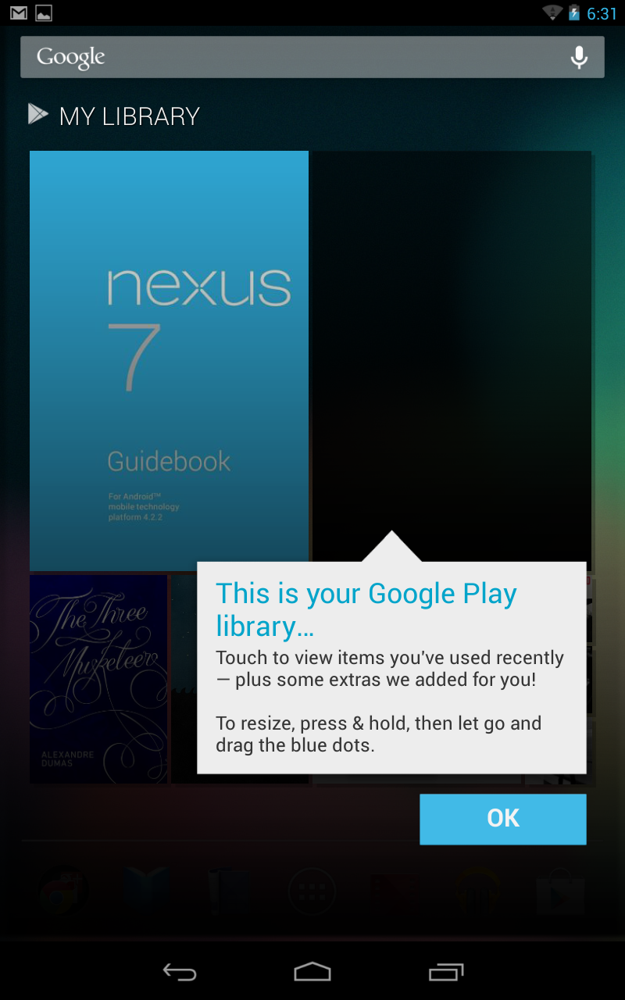 6:31
Google
MY LIBRARY
nexus
7
Guidebook
For Android™
mobile technology
platform 4.2.2
The Three
Musketeers
ALEXANDRE
DUMAS
This is your Google Play
library…
Touch to view items you've used recently
— plus some extras we added for you!
To resize, press & hold, then let go and
drag the blue dots.
OK